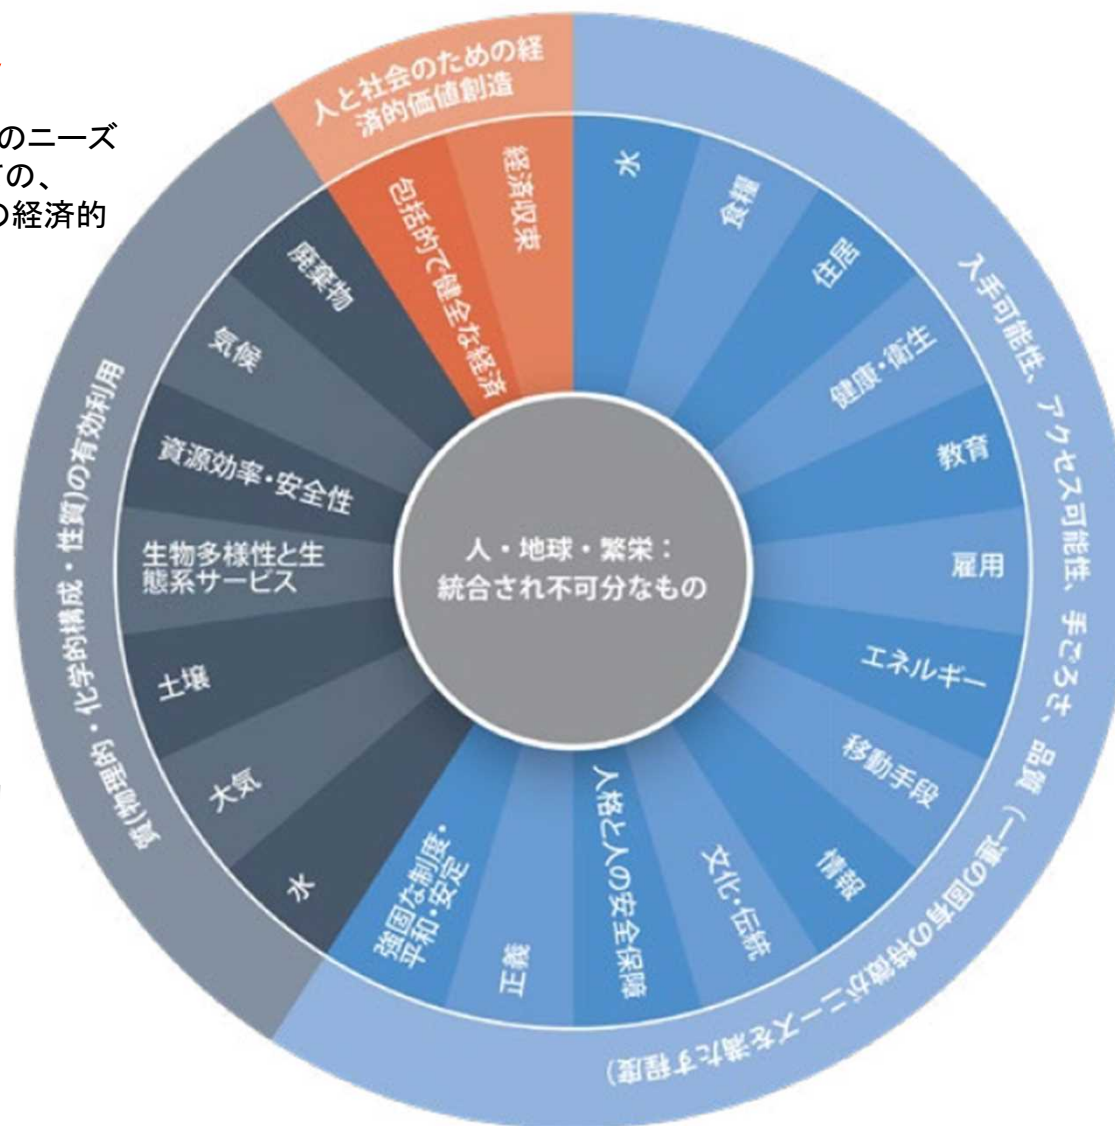 のニーズ
ての、
の経済的
人と社会のための経
済的価値創造
経済収束
包括的で健全な経済
水
食糧
住居
健康・衛生
教育
雇用
エネルギー
移動手段
情報
文化・伝統
人格と人の安全保障
正義
強固な制度・
平和・安定
入手可能性、アクセス可能性、手ごろさ、品質（一連の固有の特徴がニーズを満たす程度)
廃棄物
気候
資源効率・安全性
生物多様性と生
態系サービス
土壌
大気
水
質(物理的・化学的構成・性質)の有効利用
人・地球・繁栄：
統合され不可分なもの